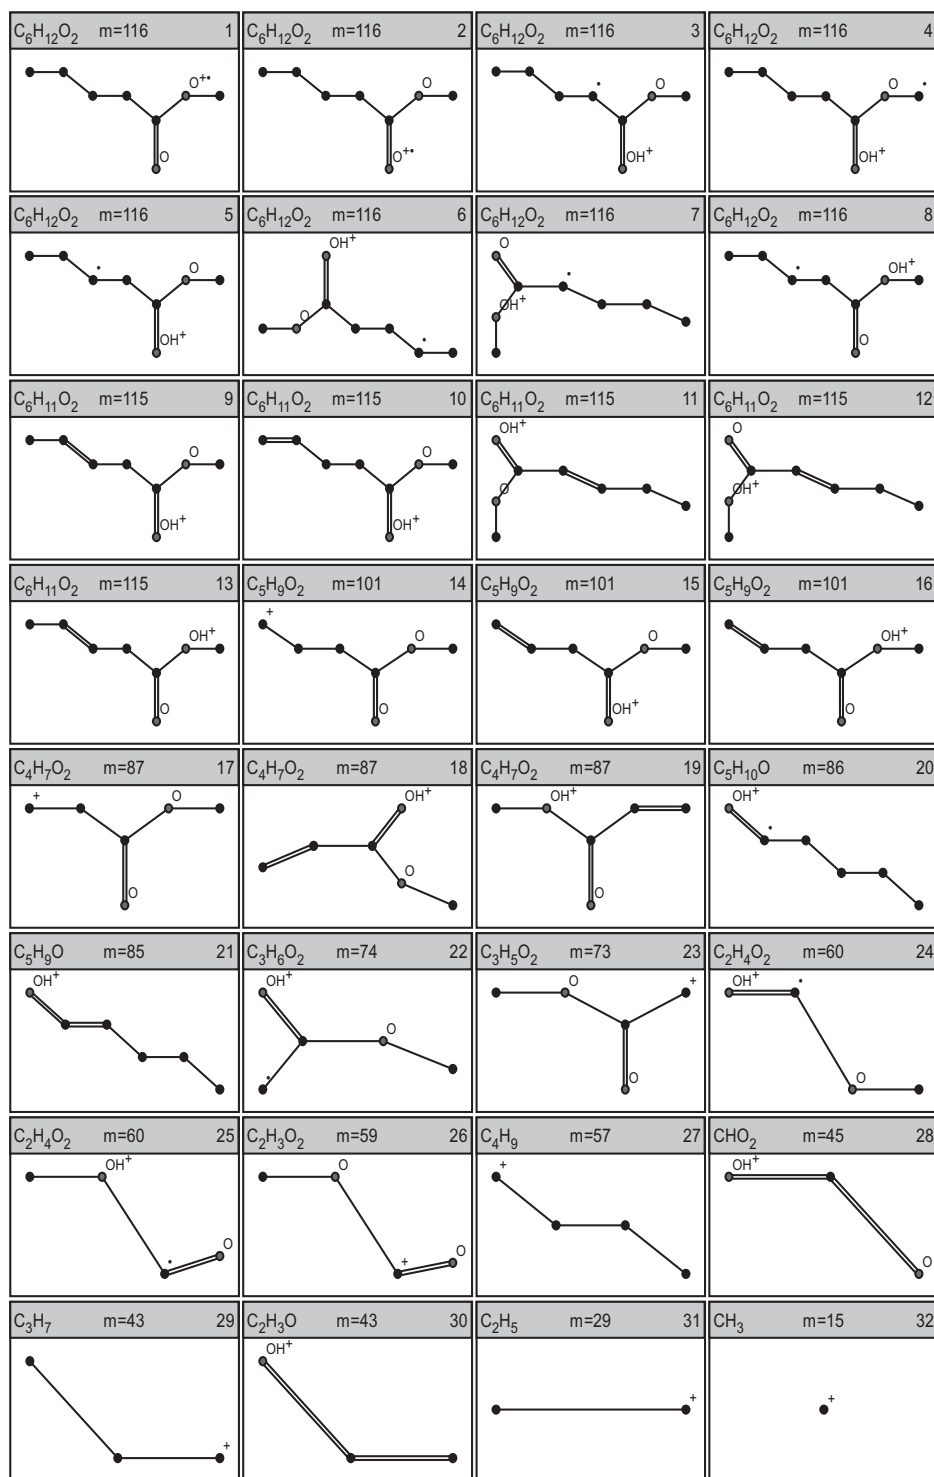 C6H12O2 m=116 1
O+•
O
C6H12O2 m=116 2
O
O+•
C6H12O2 m=116 3
•
O
OH+
C6H12O2 m=116 4
O
•
OH+
C6H12O2 m=116 5
•
O
OH+
C6H12O2 m=116 6
OH+
O
•
C6H12O2 m=116 7
O
•
OH+
C6H12O2 m=116 8
•
OH+
O
C6H11O2 m=115 9
O
OH+
C6H11O2 m=115 10
O
OH+
C6H11O2 m=115 11
OH+
O
C6H11O2 m=115 12
O
OH+
C6H11O2 m=115 13
OH+
O
C5H9O2 m=101 14
+
O
O
C5H9O2 m=101 15
O
OH+
C5H9O2 m=101 16
OH+
O
C4H7O2 m=87 17
+
O
O
C4H7O2 m=87 18
OH+
O
C4H7O2 m=87 19
OH+
O
C5H10O m=86 20
OH+
•
C5H9O m=85 21
OH+
C3H6O2 m=74 22
OH+
O
•
C3H5O2 m=73 23
O
+
O
C2H4O2 m=60 24
OH+
•
O
C2H4O2 m=60 25
OH+
•
O
C2H3O2 m=59 26
O
+
O
C4H9 m=57 27
+
CHO2 m=45 28
OH+
O
C3H7 m=43 29
+
C2H3O m=43 30
OH+
C2H5 m=29 31
+
CH3 m=15 32
+